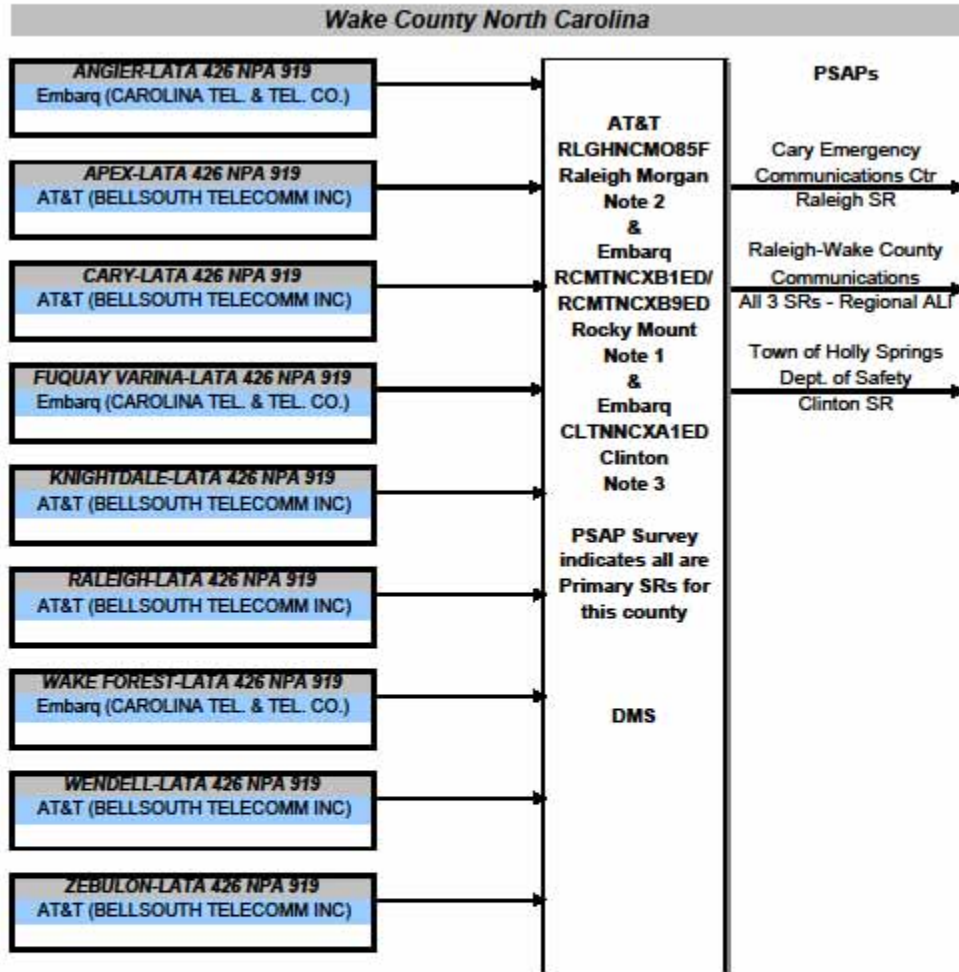 Wake County North Carolina
ANGIER-LATA 426 NPA 919
Embarq (CAROLINA TEL. & TEL. CO.)
APEX-LATA 426 NPA 919
AT&T (BELLSOUTH TELECOMM INC)
CARY-LATA 426 NPA 919
AT&T (BELLSOUTH TELECOMM INC)
FUQUAY VARINA-LATA 426 NPA 919
Embarq (CAROLINA TEL. & TEL. CO.)
KNIGHTDALE-LATA 426 NPA 919
AT&T (BELLSOUTH TELECOMM INC)
RALEIGH-LATA 426 NPA 919
AT&T (BELLSOUTH TELECOMM INC)
WAKE FOREST-LATA 426 NPA 919
Embarq (CAROLINA TEL. & TEL. CO.)
WENDELL-LATA 426 NPA 919
AT&T (BELLSOUTH TELECOMM INC)
ZEBULON-LATA 426 NPA 919
AT&T (BELLSOUTH TELECOMM INC)
AT&T
RLGHNCMO85F
Raleigh Morgan
Note 2
&
Embarq
RCMTNCXB1ED/
RCMTNCXB9ED
Rocky Mount
Note 1
&
Embarq
CLTNNCXA1ED
Clinton
Note 3
PSAP Survey
indicates all are
Primary SRs for
this county
DMS
PSAPs
Cary Emergency
Communications Ctr
Raleigh SR
Raleigh-Wake County
Communications
All 3 SRs - Regional ALI
Town of Holly Springs
Dept. of Safety
Clinton SR